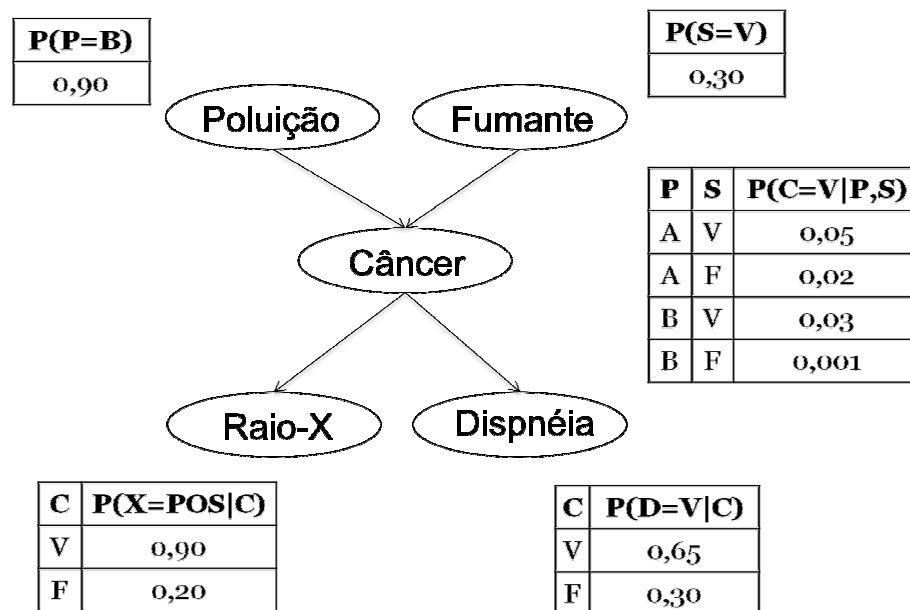 P(P=B)
0,90
P(S=V)
0,30
Poluição
Fumante
Câncer
P S P(C=V|P,S)
A V 0,05
A F 0,02
B V 0,03
B F 0,001
Raio-X
Dispnéia
C P(X=POS|C)
V 0,90
F 0,20
C P(D=V|C)
V 0,65
F 0,30